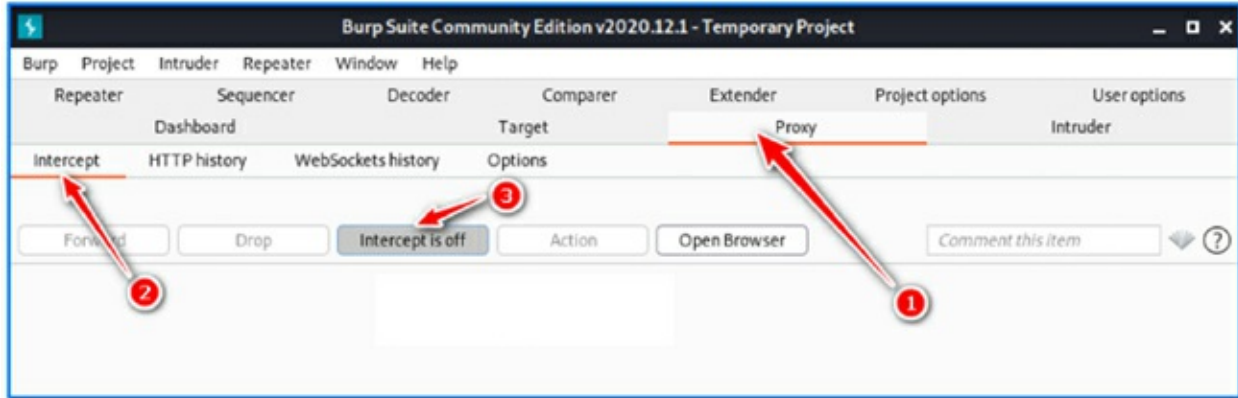 Burp Suite Community Edition v2020.12.1 - Temporary Project
Burp Project Intruder Repeater Window Help
Repeater Sequencer Decoder Comparer Extender Project options User options
Dashboard Target Proxy Intruder
Intercept HTTP history WebSockets history Options
3
Forward Drop Intercept is off Action Open Browser Comment this item ?
2
1